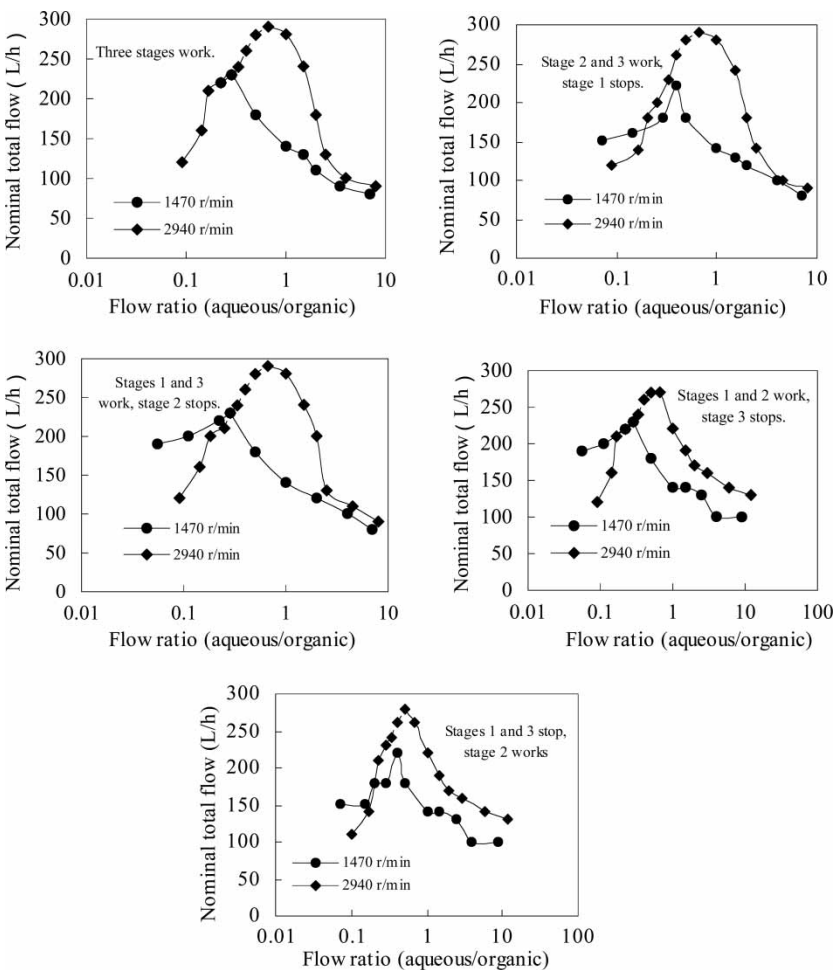 Nominal total flow ( L/h )
300
250
200
150
100
50
0
Three stages work.
1470 r/min
2940 r/min
0.01
0.1
1
10
Flow ratio (aqueous/organic)
Nominal total flow (L/h)
300
250
200
150
100
50
0
Stage 2 and 3 work,
stage 1 stops.
1470 r/min
2940 r/min
0.01
0.1
1
10
Flow ratio (aqueous/organic)
Nominal total flow ( L/h )
300
250
200
150
100
50
0
Stages 1 and 3
work, stage 2 stops.
1470 r/min
2940 r/min
0.01
0.1
1
10
Flow ratio (aqueous/organic)
Nominal total flow ( L/h )
300
250
200
150
100
50
0
Stages 1 and 2 work,
stage 3 stops.
1470 r/min
2940 r/min
0.01
0.1
1
10
100
Flow ratio (aqueous/organic)
Nominal total flow (L/h)
300
250
200
150
100
50
0
Stages 1 and 3 stop,
stage 2 works
1470 r/min
2940 r/min
0.01
0.1
1
10
100
Flow ratio (aqueous/organic)